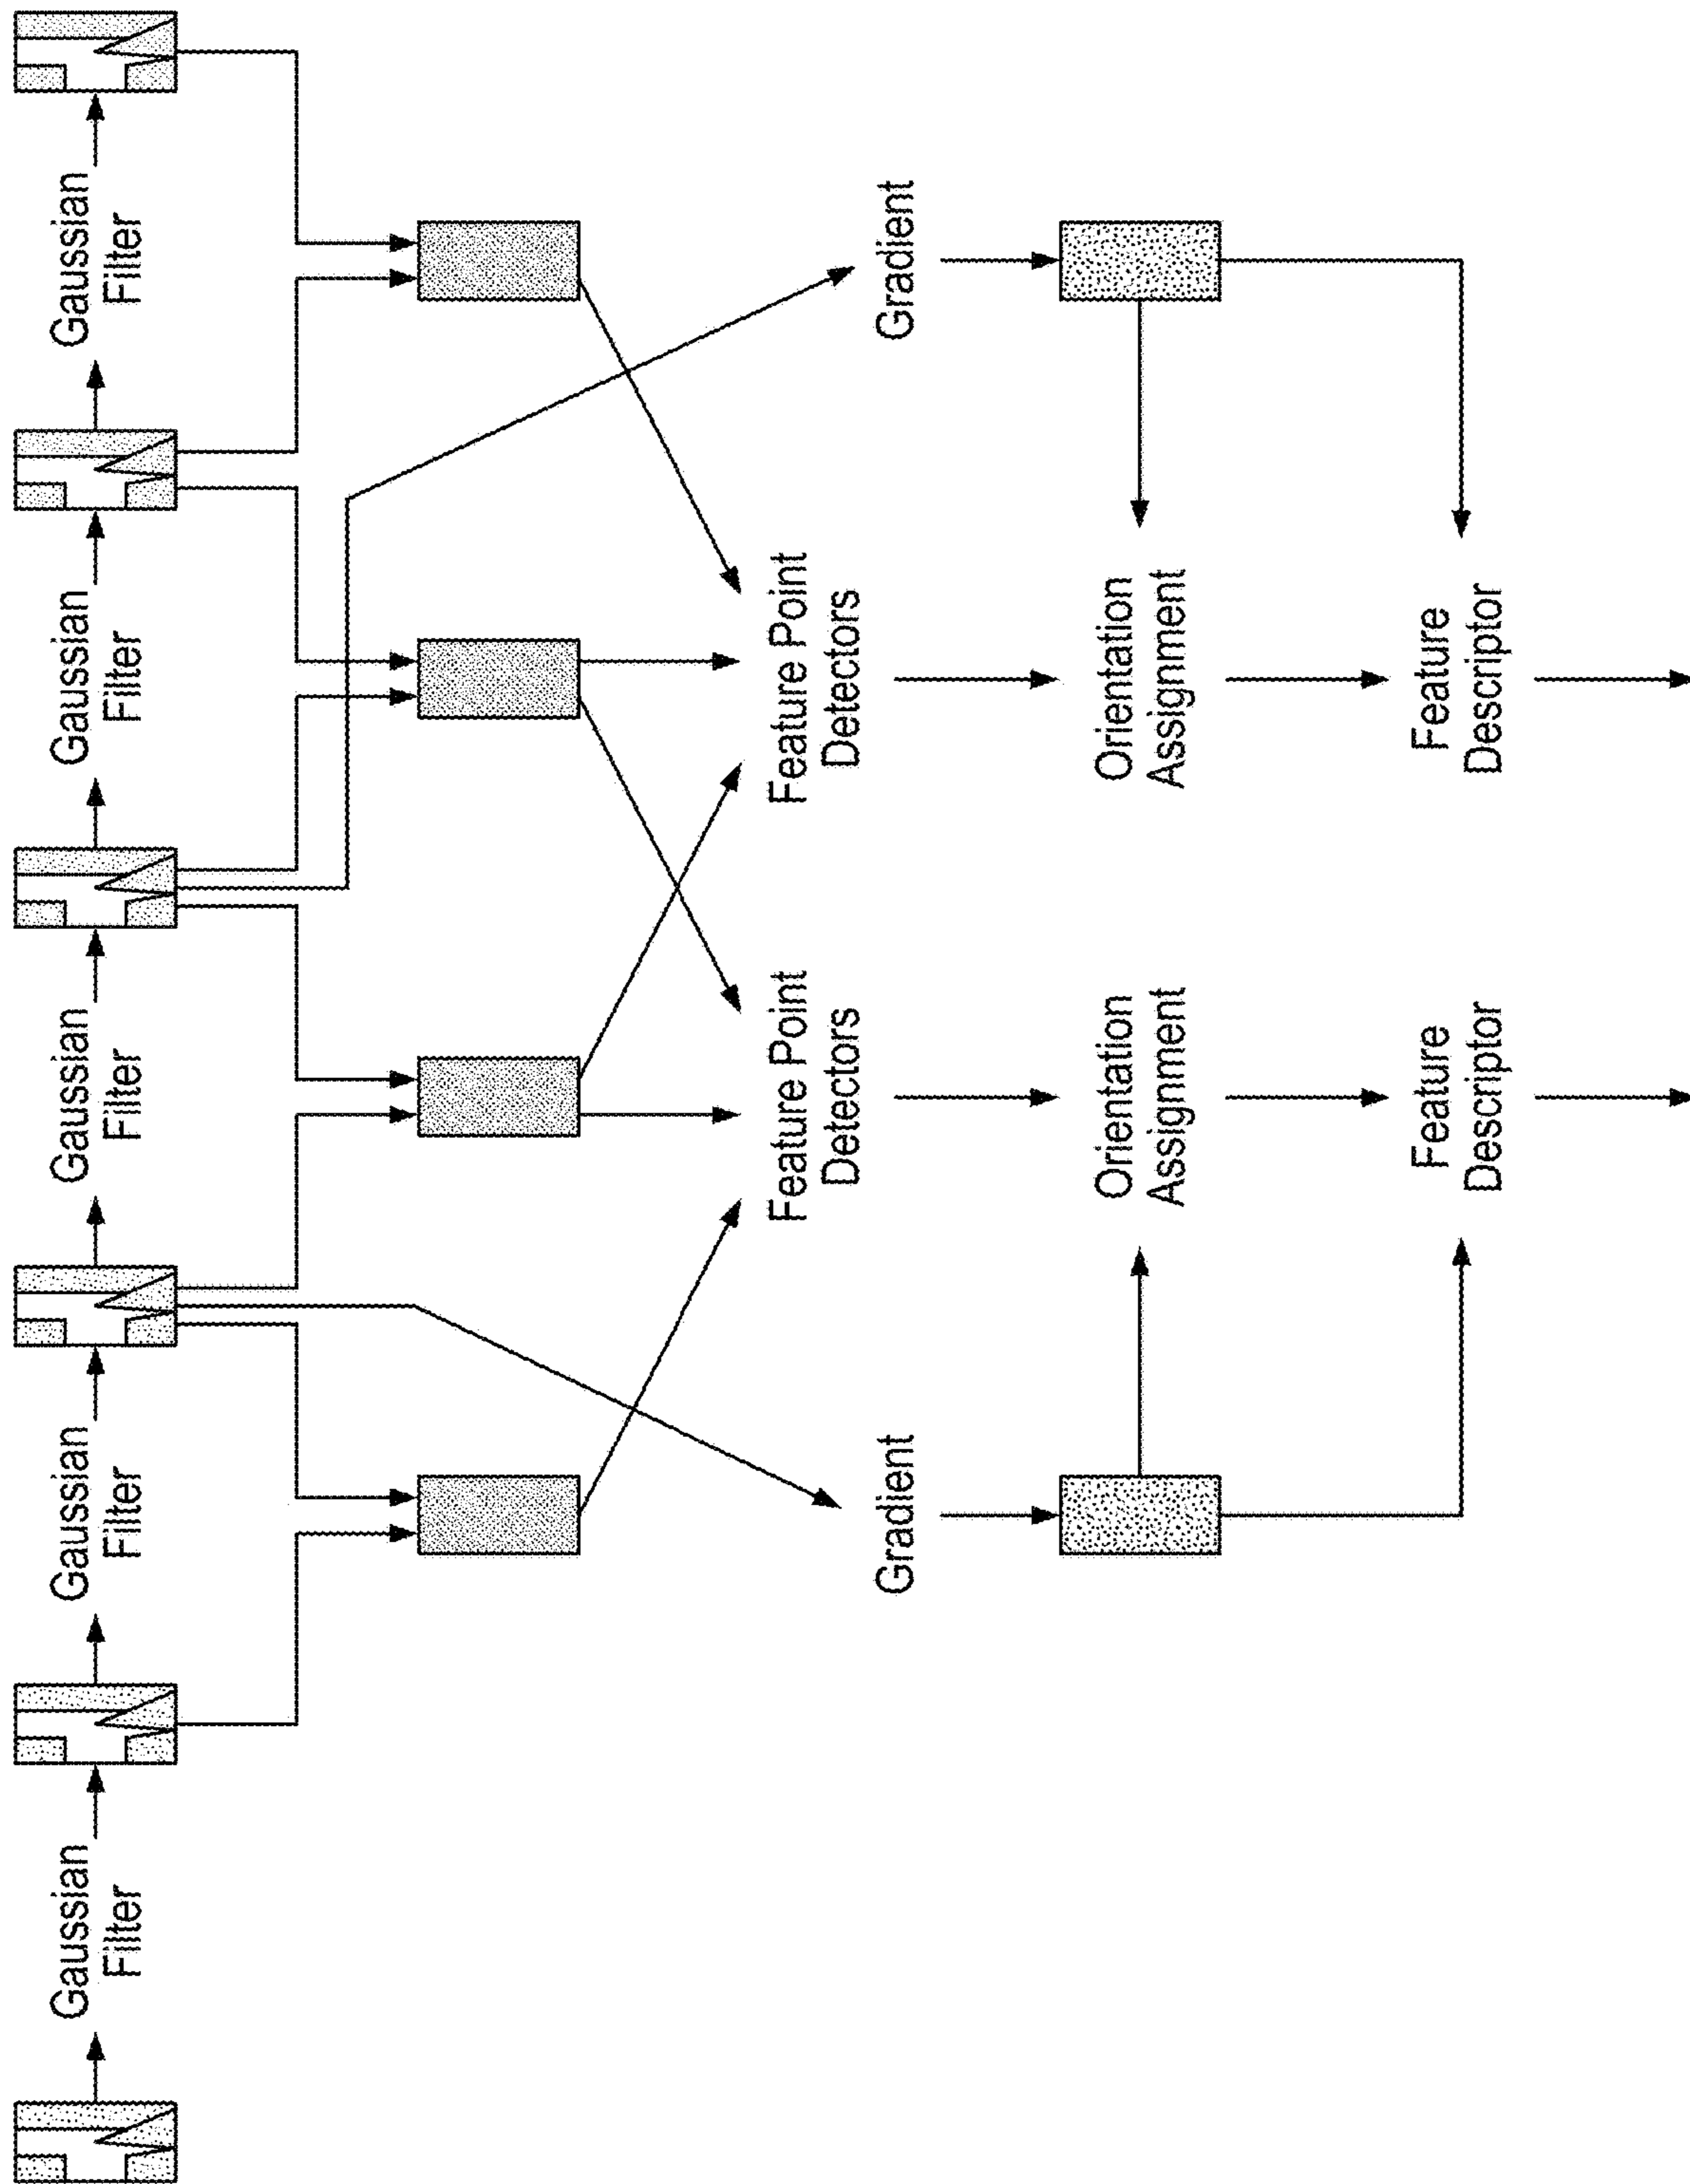 Gaussian
Filter
Gaussian
Filter
Gaussian
Filter
Gaussian
Filter
Gaussian
Filter
Feature Point
Detectors
Feature Point
Detectors
Gradient
Gradient
Orientation
Assignment
Orientation
Assignment
Feature
Descriptor
Feature
Descriptor